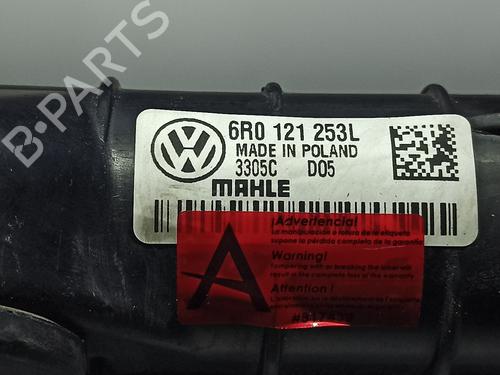 B-PARTS
6R0 121 253L
MADE IN POLAND
3305C D05
MAHLE
¡Advertencia!
La manipulación o rotura de la etiqueta
supone la pérdida completa de la garantía
Warning!
Tempering with or breaking the label will
result in the complete loss of the warranty
Attention !